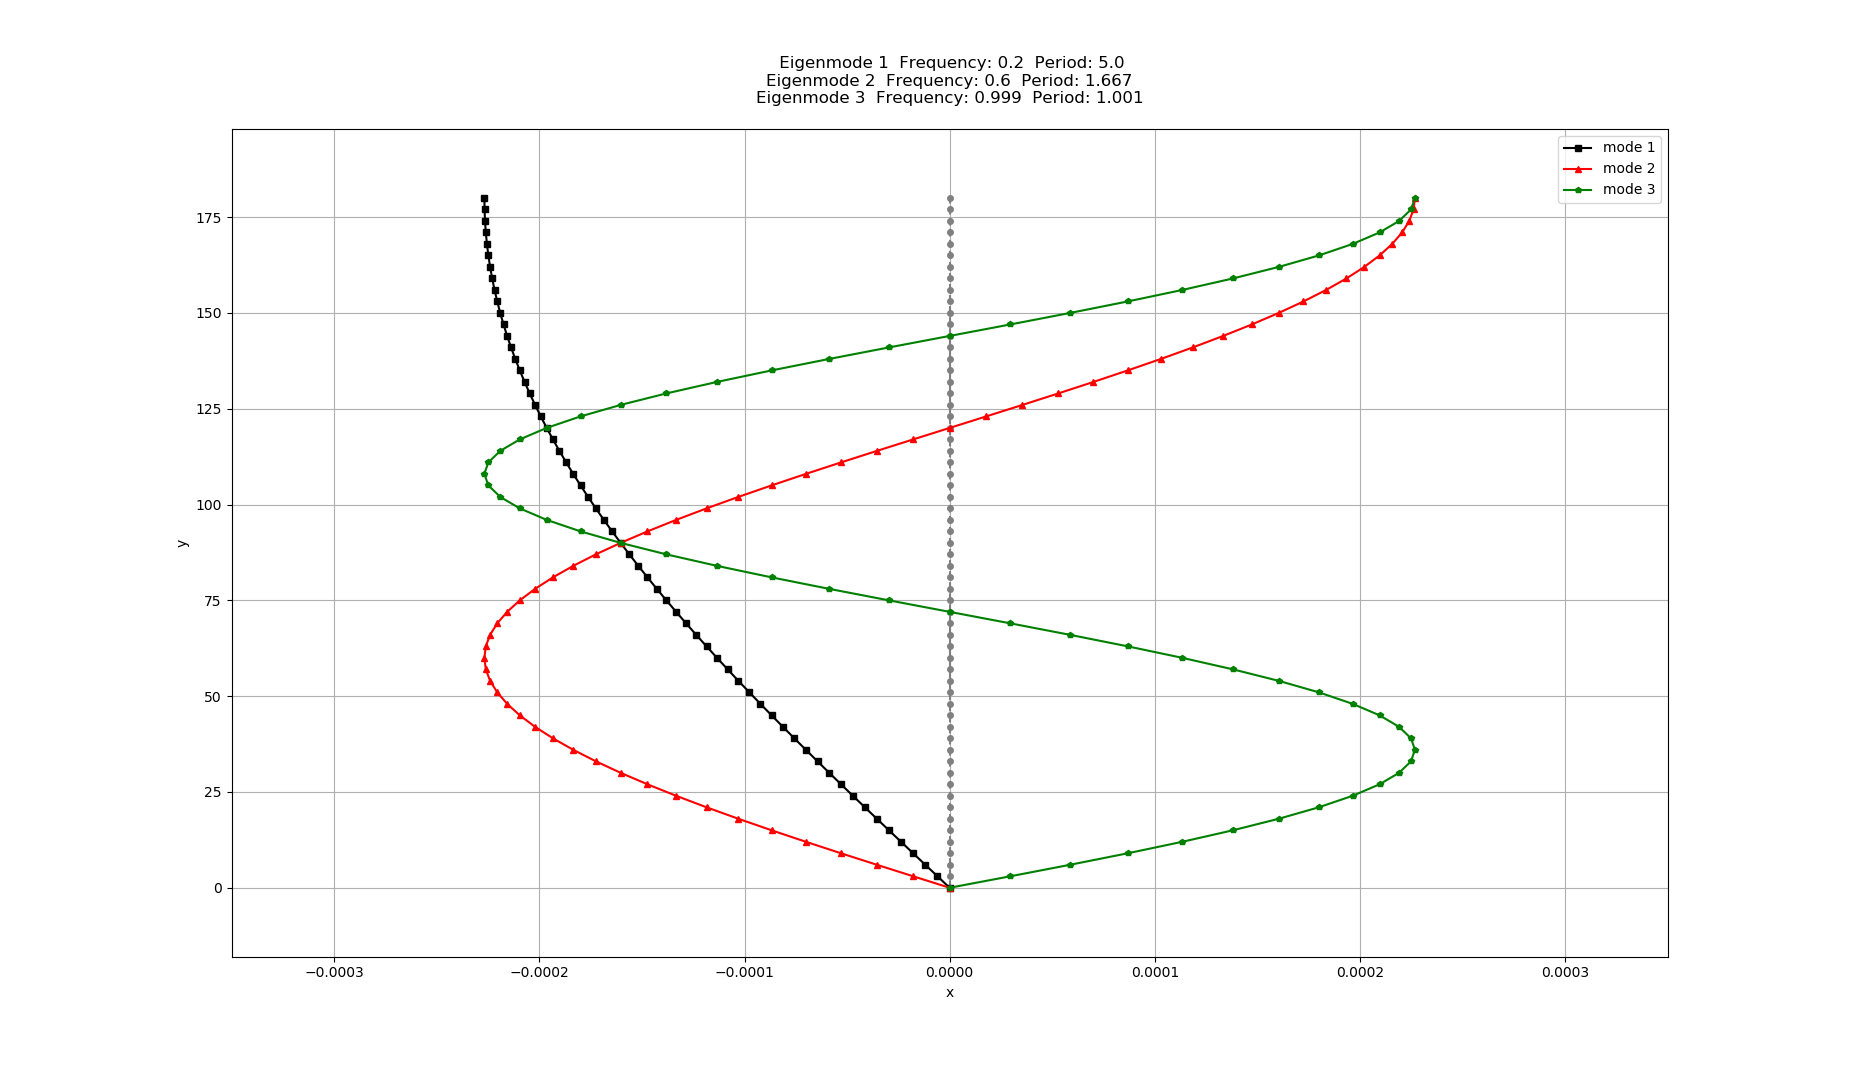 Eigenmode 1  Frequency: 0.2  Period: 5.0
Eigenmode 2  Frequency: 0.6  Period: 1.667
Eigenmode 3  Frequency: 0.999  Period: 1.001
mode 1
mode 2
mode 3
175
150
125
100
75
50
25
0
y
−0.0003
−0.0002
−0.0001
0.0000
0.0001
0.0002
0.0003
x